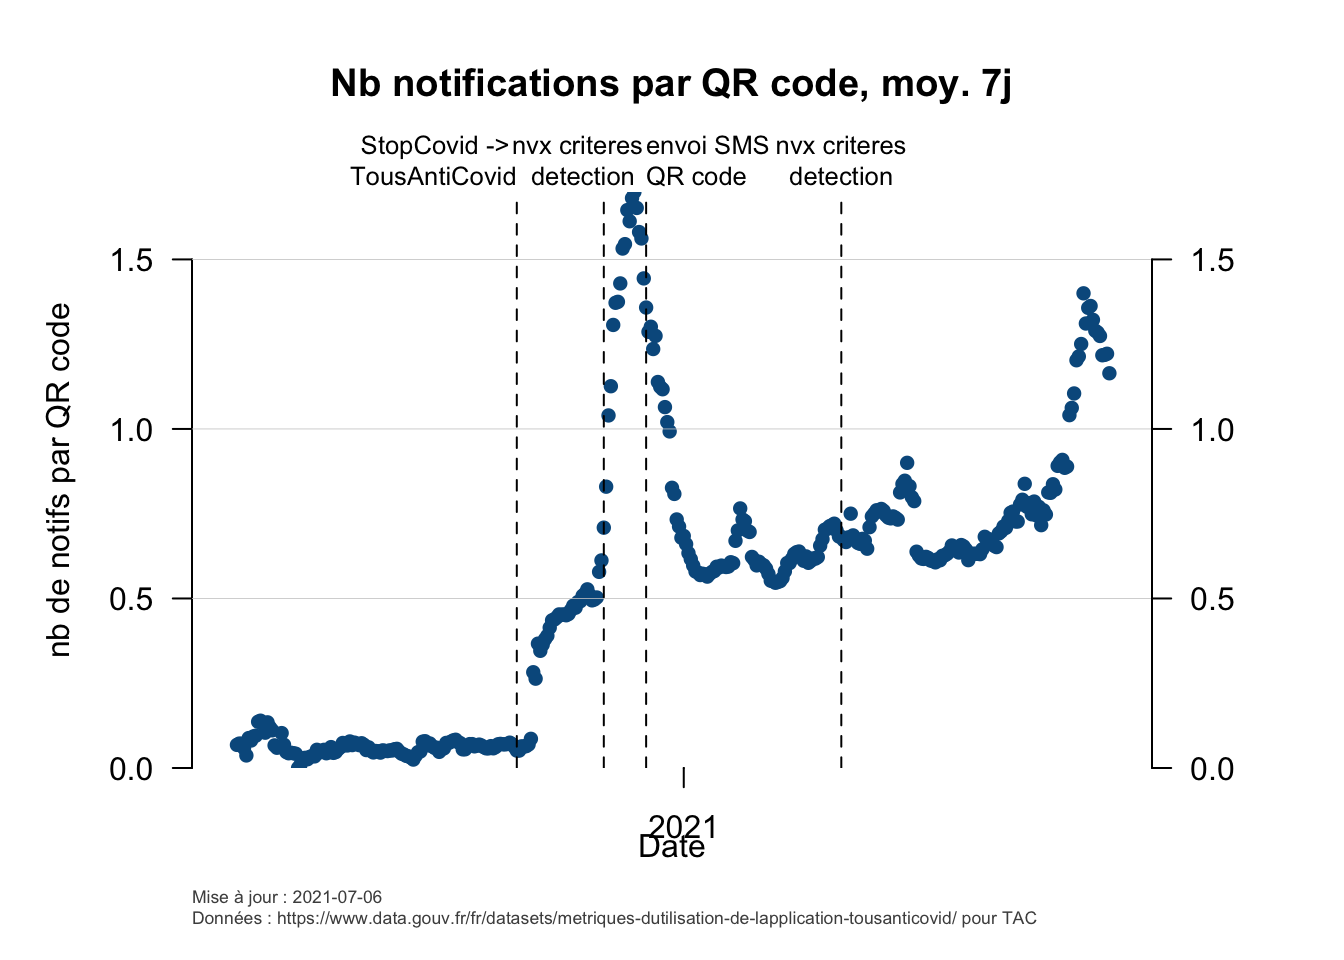 Nb notifications par QR code, moy. 7j
StopCovid -> nvx criteres envoi SMS nvx criteres
TousAntiCovid detection QR code detection
1.5 1.5
1.0 1.0
0.5 0.5
0.0 0.0
nb de notifs par QR code
2021
Date
Mise à jour : 2021-07-06
Données : https://www.data.gouv.fr/fr/datasets/metriques-dutilisation-de-lapplication-tousanticovid/ pour TAC